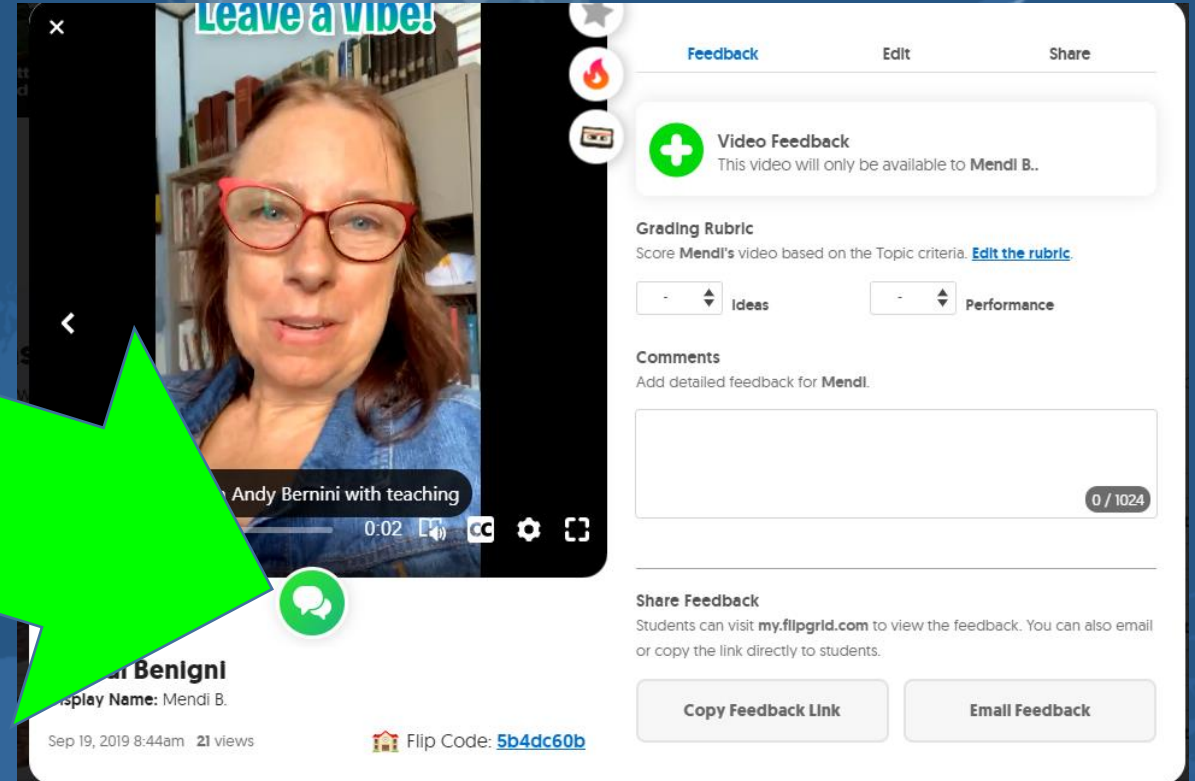 Leave a vibe!
Andy Bernini with teaching
0:02
CC
Benigni
Display Name: Mendi B.
Sep 19, 2019 8:44am 21 views
Flip Code: 5b4dc60b
Feedback Edit Share
Video Feedback
This video will only be available to Mendi B..
Grading Rubric
Score Mendi's video based on the Topic criteria. Edit the rubric.
- Ideas - Performance
Comments
Add detailed feedback for Mendi.
0 / 1024
Share Feedback
Students can visit my.flipgrid.com to view the feedback. You can also email
or copy the link directly to students.
Copy Feedback Link Email Feedback